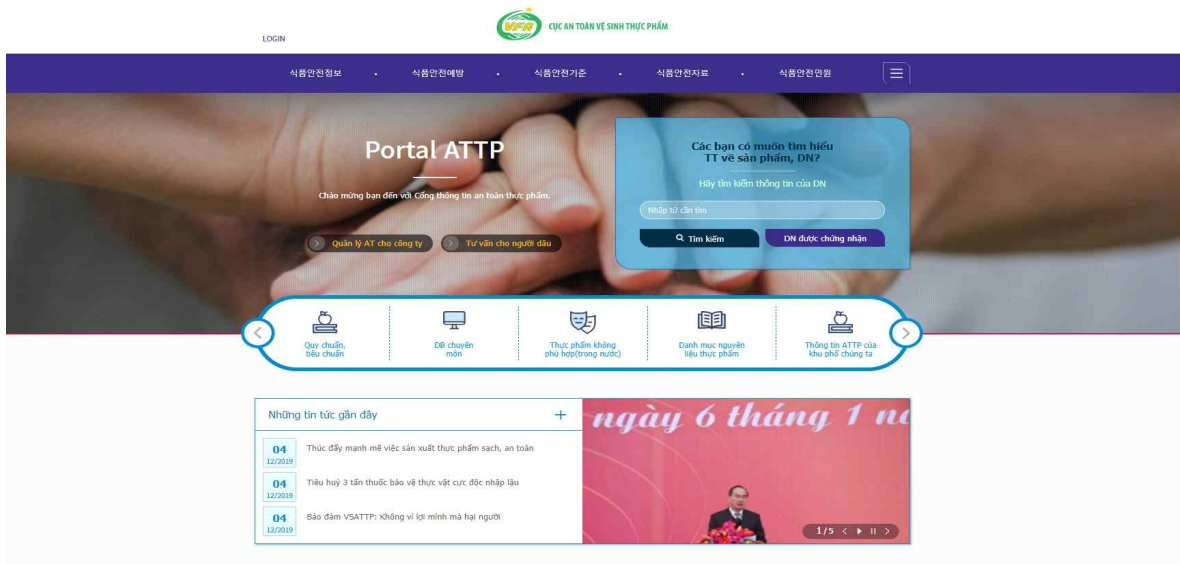 VFA CỤC AN TOÀN VỆ SINH THỰC PHẨM
LOGIN
식품안전정보 • 식품안전예방 • 식품안전기준 • 식품안전자료 • 식품안전민원
Portal ATTP
Chào mừng bạn đến với Cổng thông tin an toàn thực phẩm.
Quản lý AT cho công ty
Tư vấn cho người dâu
Các bạn có muốn tìm hiểu
TT về sản phẩm, DN?
Hãy tìm kiếm thông tin của DN
Nhập từ cần tìm
Tìm kiếm
DN được chứng nhận
Quy chuẩn,
tiêu chuẩn
DB chuyên
môn
Thực phẩm không
phù hợp(trong nước)
Danh mục nguyên
liệu thực phẩm
Thông tin ATTP của
khu phố chúng ta
Những tin tức gần đây
04
12/2019
Thúc đẩy mạnh mẽ việc sản xuất thực phẩm sạch, an toàn
04
12/2019
Tiêu huỷ 3 tấn thuốc bảo vệ thực vật cực độc nhập lậu
04
12/2019
Bảo đảm VSATTP: Không vì lợi mình mà hại người
ngày 6 tháng 1 nă
1/5